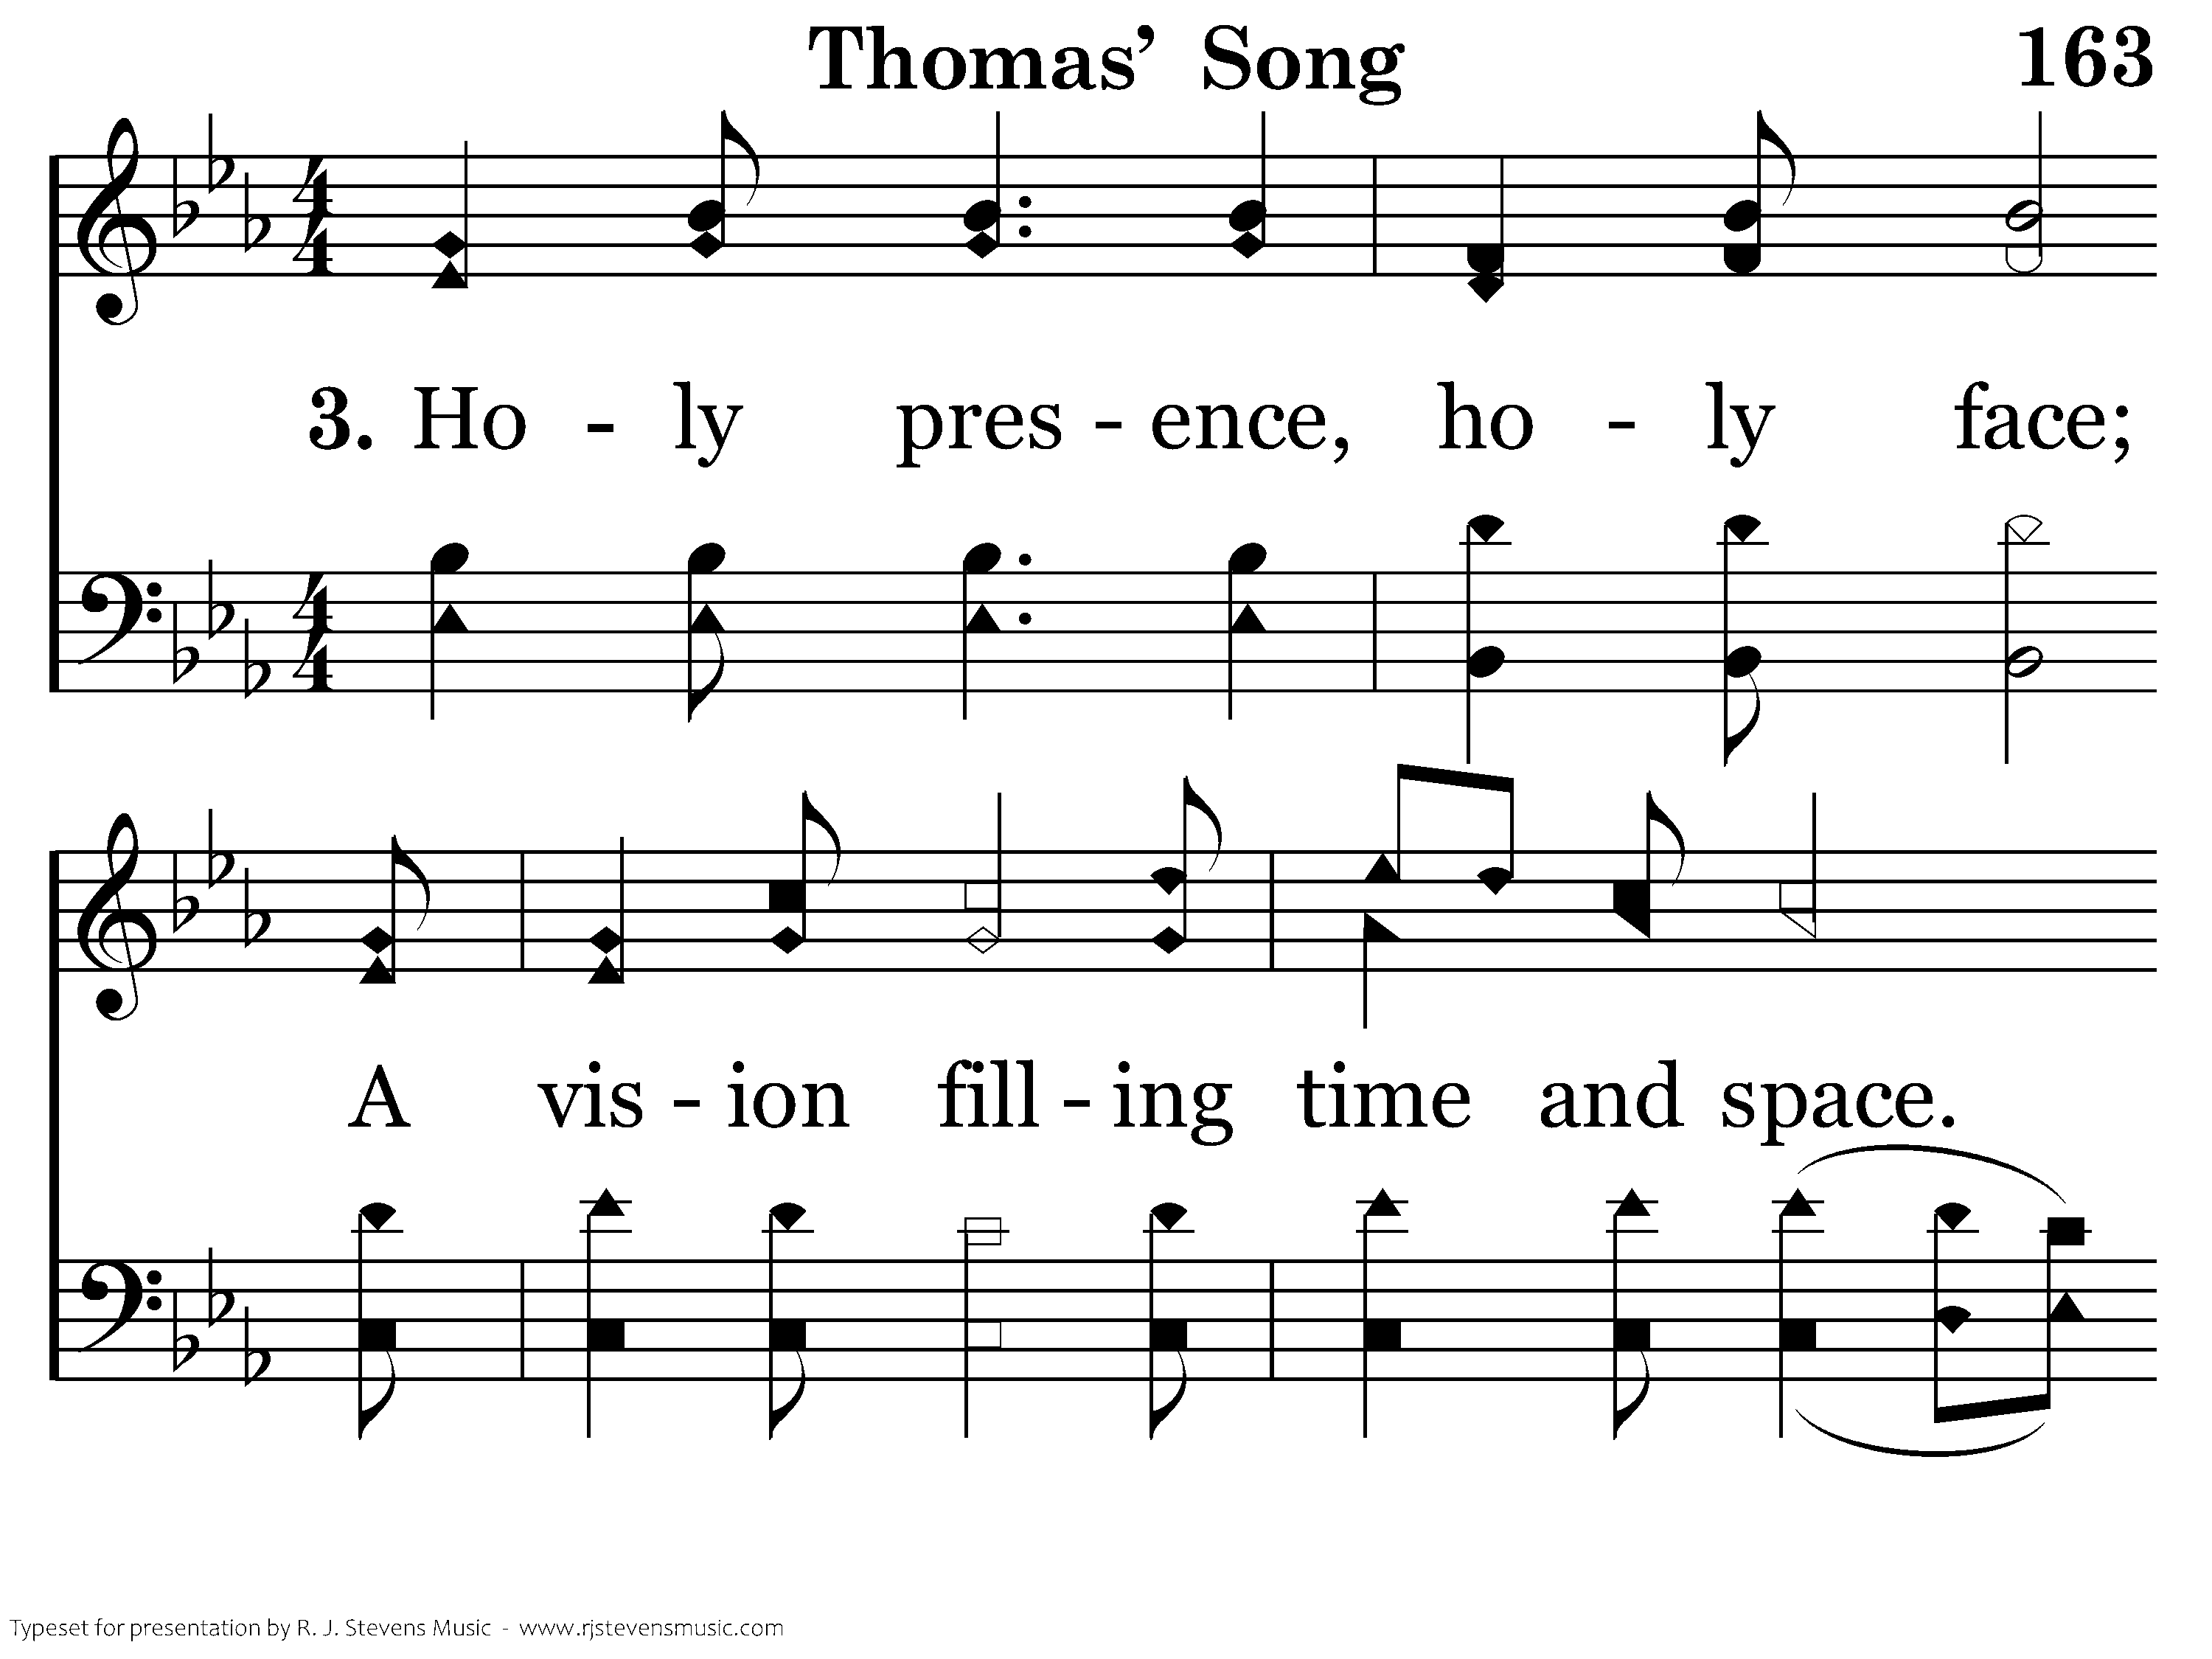 Thomas’ Song 163
3. Ho - ly pres - ence, ho - ly face;
A vis - ion fill - ing time and space.
Typeset for presentation by R. J. Stevens Music - www.rjstevensmusic.com